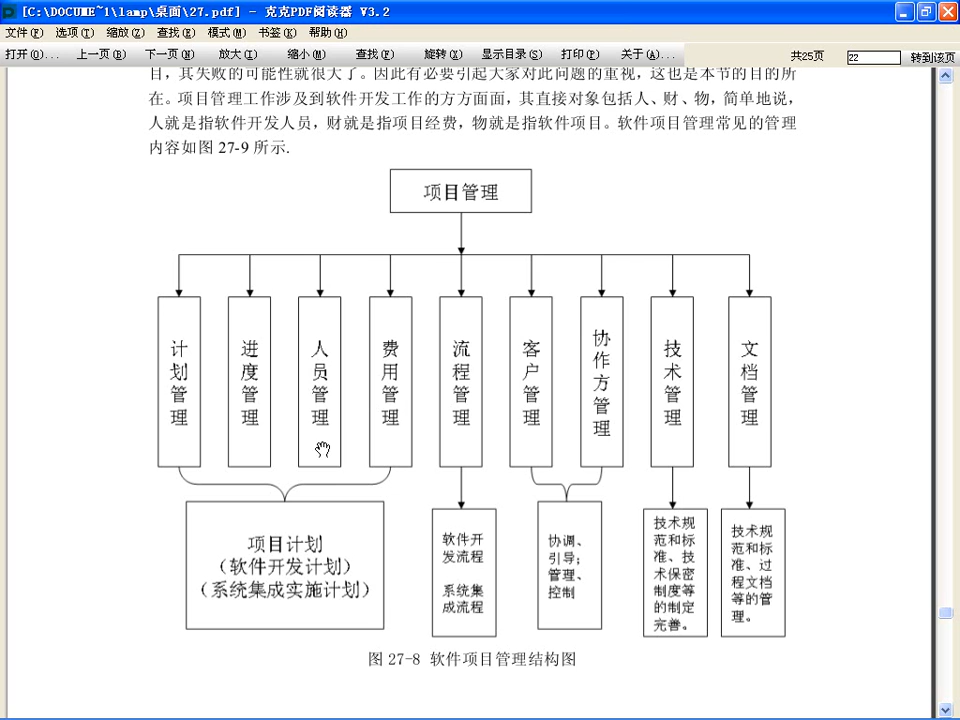 [C:\DOCUME~1\lamp\桌面\27.pdf] - 克克PDF阅读器 V3.2
文件(F) 选项(T) 缩放(Z) 查找(K) 模式(M) 书签(K) 帮助(H)
打开(O)... 上一页(B) 下一页(N) 放大(I) 缩小(M) 查找(F) 旋转(X) 显示目录(S) 打印(P) 关于(A)... 共25页 22 转到该页
目，其失败的可能性就很大了。因此有必要引起大家对此问题的重视，这也是本节的目的所
在。项目管理工作涉及到软件开发工作的方方面面，其直接对象包括人、财、物，简单地说，
人就是指软件开发人员，财就是指项目经费，物就是指软件项目。软件项目管理常见的管理
内容如图 27-9 所示.
项目管理
计划管理
进度管理
人员管理
费用管理
流程管理
客户管理
协作方管理
技术管理
文档管理
项目计划
（软件开发计划）
（系统集成实施计划）
软件开
发流程
系统集
成流程
协调、
引导；
管理、
控制
技术规
范和标
准、技
术保密
制度等
的制定
完善。
技术规
范和标
准、过
程文档
等的管
理。
图 27-8 软件项目管理结构图